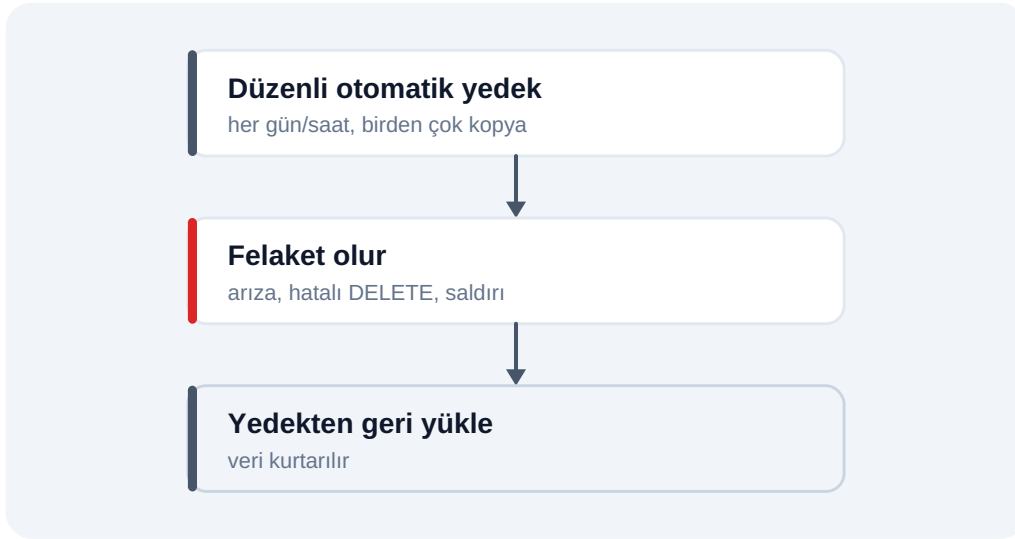 Düzenli otomatik yedek
her gün/saat, birden çok kopya
Felaket olur
arıza, hatalı DELETE, saldırı
Yedekten geri yükle
veri kurtarılır